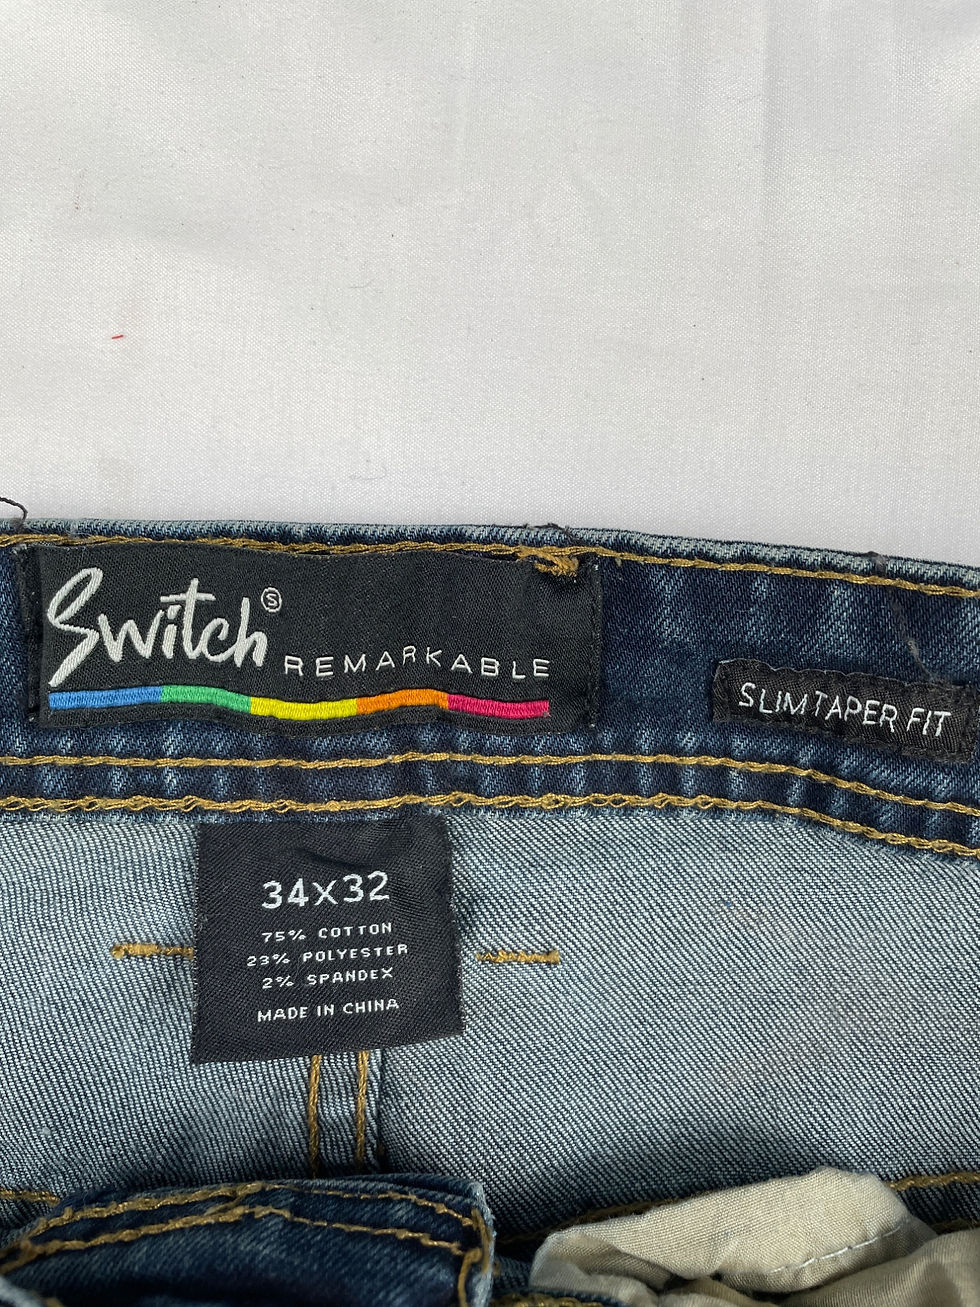 Switch Ⓢ
REMARKABLE
SLIM TAPER FIT
34X32
75% COTTON
23% POLYESTER
2% SPANDEX
MADE IN CHINA